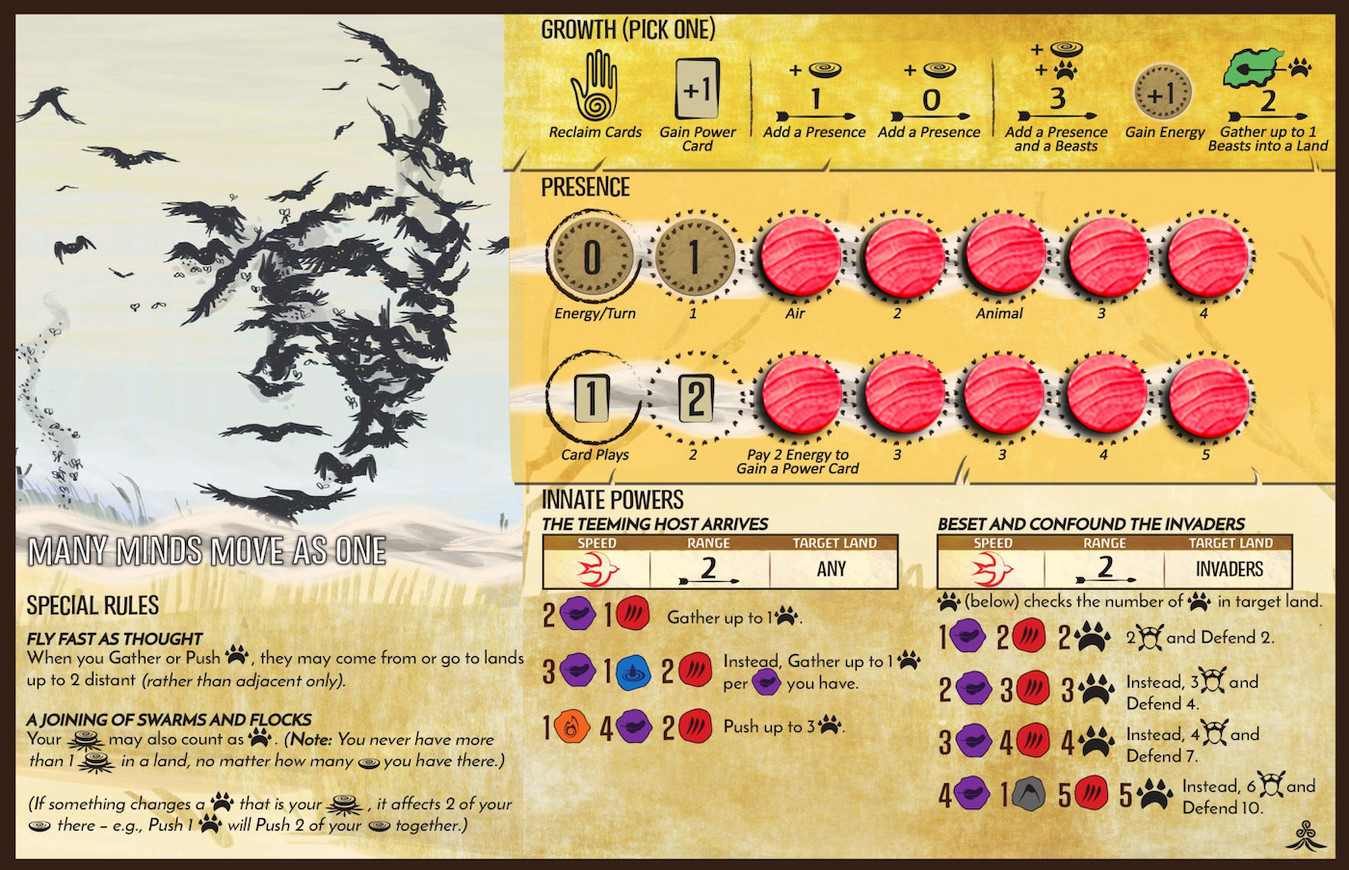 GROWTH (PICK ONE)
+1
Reclaim Cards
Gain Power
Card
+
1
Add a Presence
+
0
Add a Presence
+
+
3
Add a Presence
and a Beasts
+1
Gain Energy
2
Gather up to 1
Beasts into a Land
PRESENCE
0 1
Energy/Turn 1 Air 2 Animal 3 4
1 2
Card Plays 2 Pay 2 Energy to
Gain a Power Card 3 3 4 5
MANY MINDS MOVE AS ONE
SPECIAL RULES
FLY FAST AS THOUGHT
When you Gather or Push , they may come from or go to lands
up to 2 distant (rather than adjacent only).
A JOINING OF SWARMS AND FLOCKS
Your may also count as . (Note: You never have more
than 1 in a land, no matter how many you have there.)
(If something changes a that is your , it affects 2 of your
there – e.g., Push 1 will Push 2 of your together.)
INNATE POWERS
THE TEEMING HOST ARRIVES
SPEED RANGE TARGET LAND
2 ANY
2 1 Gather up to 1 .
3 1 2 Instead, Gather up to 1
per you have.
1 4 2 Push up to 3 .
BESET AND CONFOUND THE INVADERS
SPEED RANGE TARGET LAND
2 INVADERS
(below) checks the number of in target land.
1 2 2 2 and Defend 2.
2 3 3 Instead, 3 and
Defend 4.
3 4 4 Instead, 4 and
Defend 7.
4 1 5 5 Instead, 6 and
Defend 10.